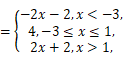 = { −2x − 2, x < −3,
4, −3 ≤ x ≤ 1,
2x + 2, x > 1,